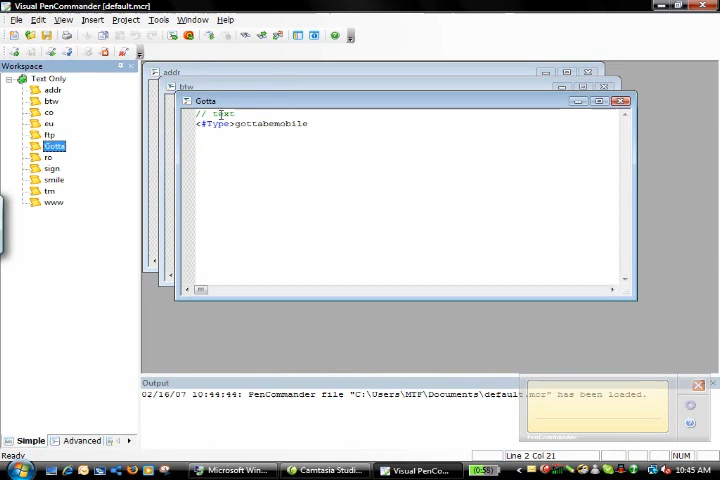 Visual PenCommander [default.mcr]
File Edit View Insert Project Tools Window Help
Workspace
Text Only
addr
btw
co
eu
ftp
Gotta
ro
sign
smile
tm
www
addr
btw
Gotta
// text
<#Type>gottabemobile
Output
02/16/07 10:44:44: PenCommander file "C:\Users\MTF\Documents\default.mcr" has been loaded.
PenCommander
Simple Advanced
Ready
Line 2 Col 21
NUM
Microsoft Win...
Camtasia Studi...
Visual PenCo...
(0:58)
10:45 AM